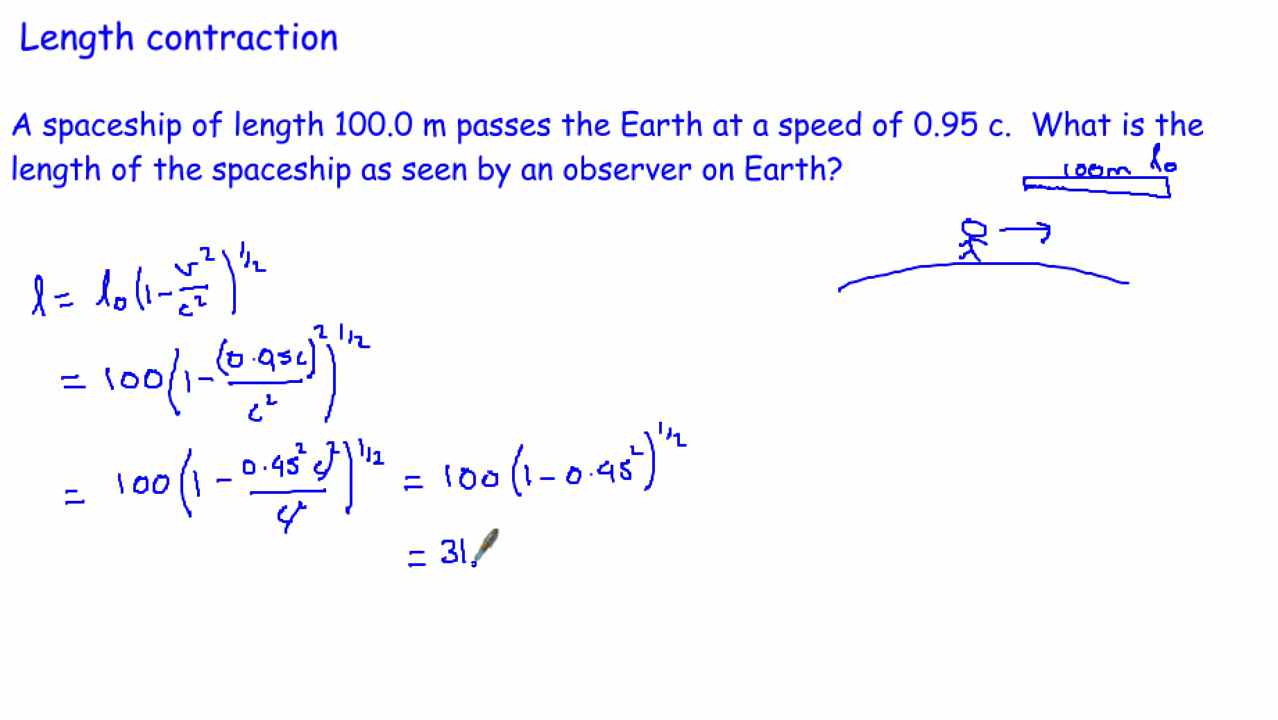 Length contraction
A spaceship of length 100.0 m passes the Earth at a speed of 0.95 c. What is the
length of the spaceship as seen by an observer on Earth?
100m l₀
l = l₀(1 - v²/c²)^1/2
= 100(1 - (0.95c)²/c²)^1/2
= 100(1 - 0.95²c²/c²)^1/2 = 100(1 - 0.95²)^1/2
= 31.